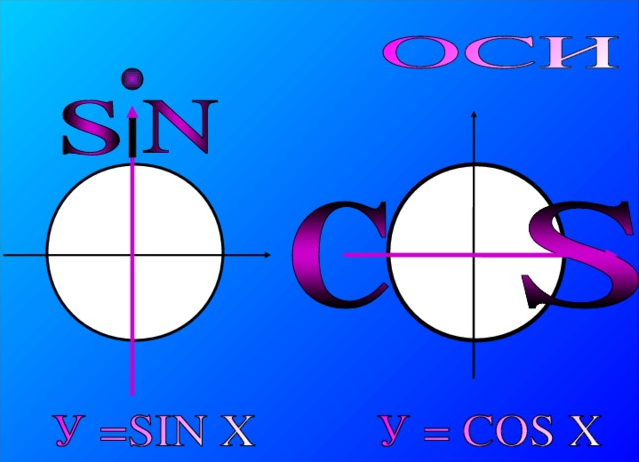 ОСИ
SiN
COS
У =SIN X
У = COS X